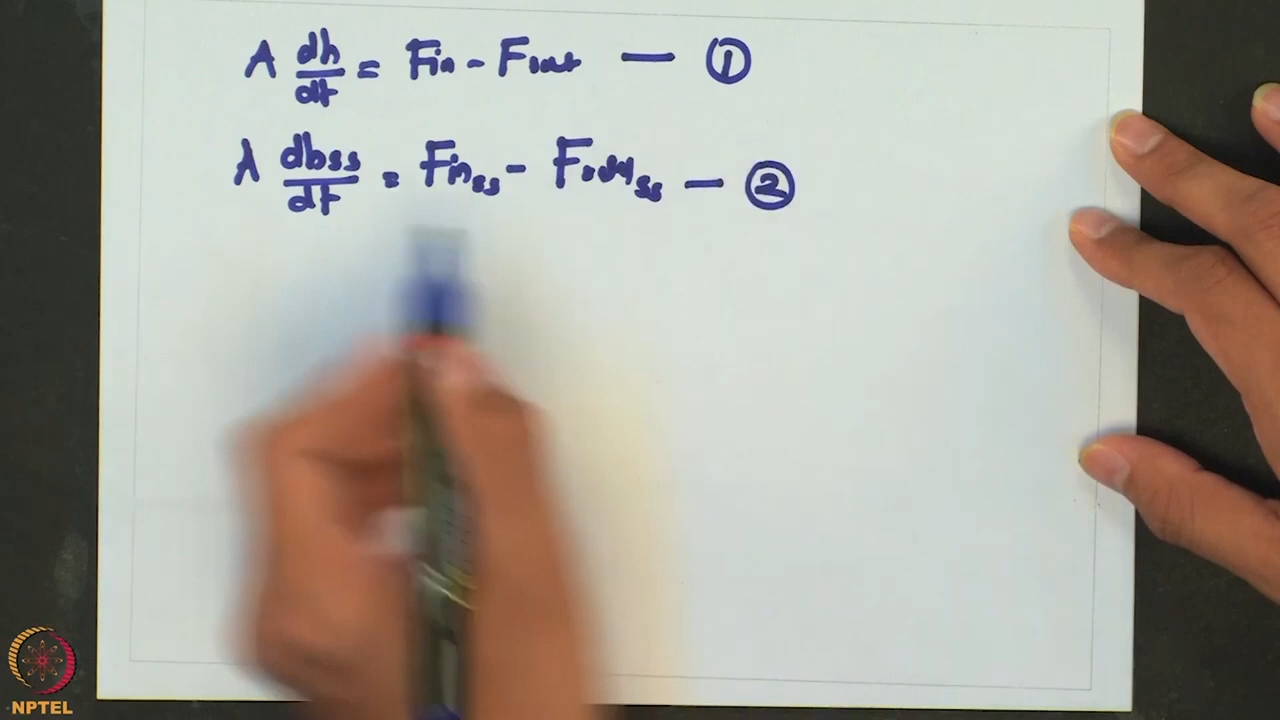 A dh/dt = Fin - Fout — ①
A dhss/dt = Finss - Foutss — ②
NPTEL